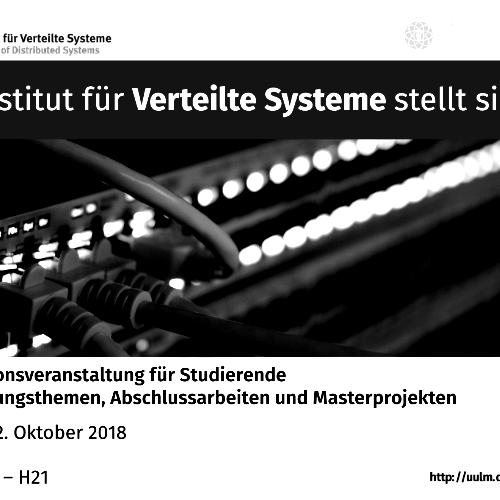 für Verteilte Systeme
of Distributed Systems
stitut für Verteilte Systeme stellt si
onsveranstaltung für Studierende
ungsthemen, Abschlussarbeiten und Masterprojekten
2. Oktober 2018
– H21
http://uulm.